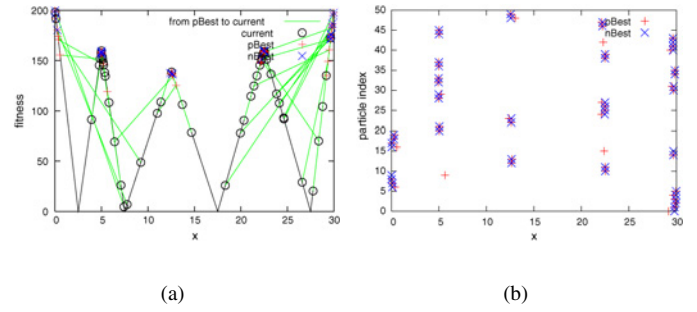 200
150
100
50
0
fitness
0 5 10 15 20 25 30
x
from pBest to current
current
pBest
nBest
(a)
50
45
40
35
30
25
20
15
10
5
0
particle index
0 5 10 15 20 25 30
x
pBest
nBest
(b)